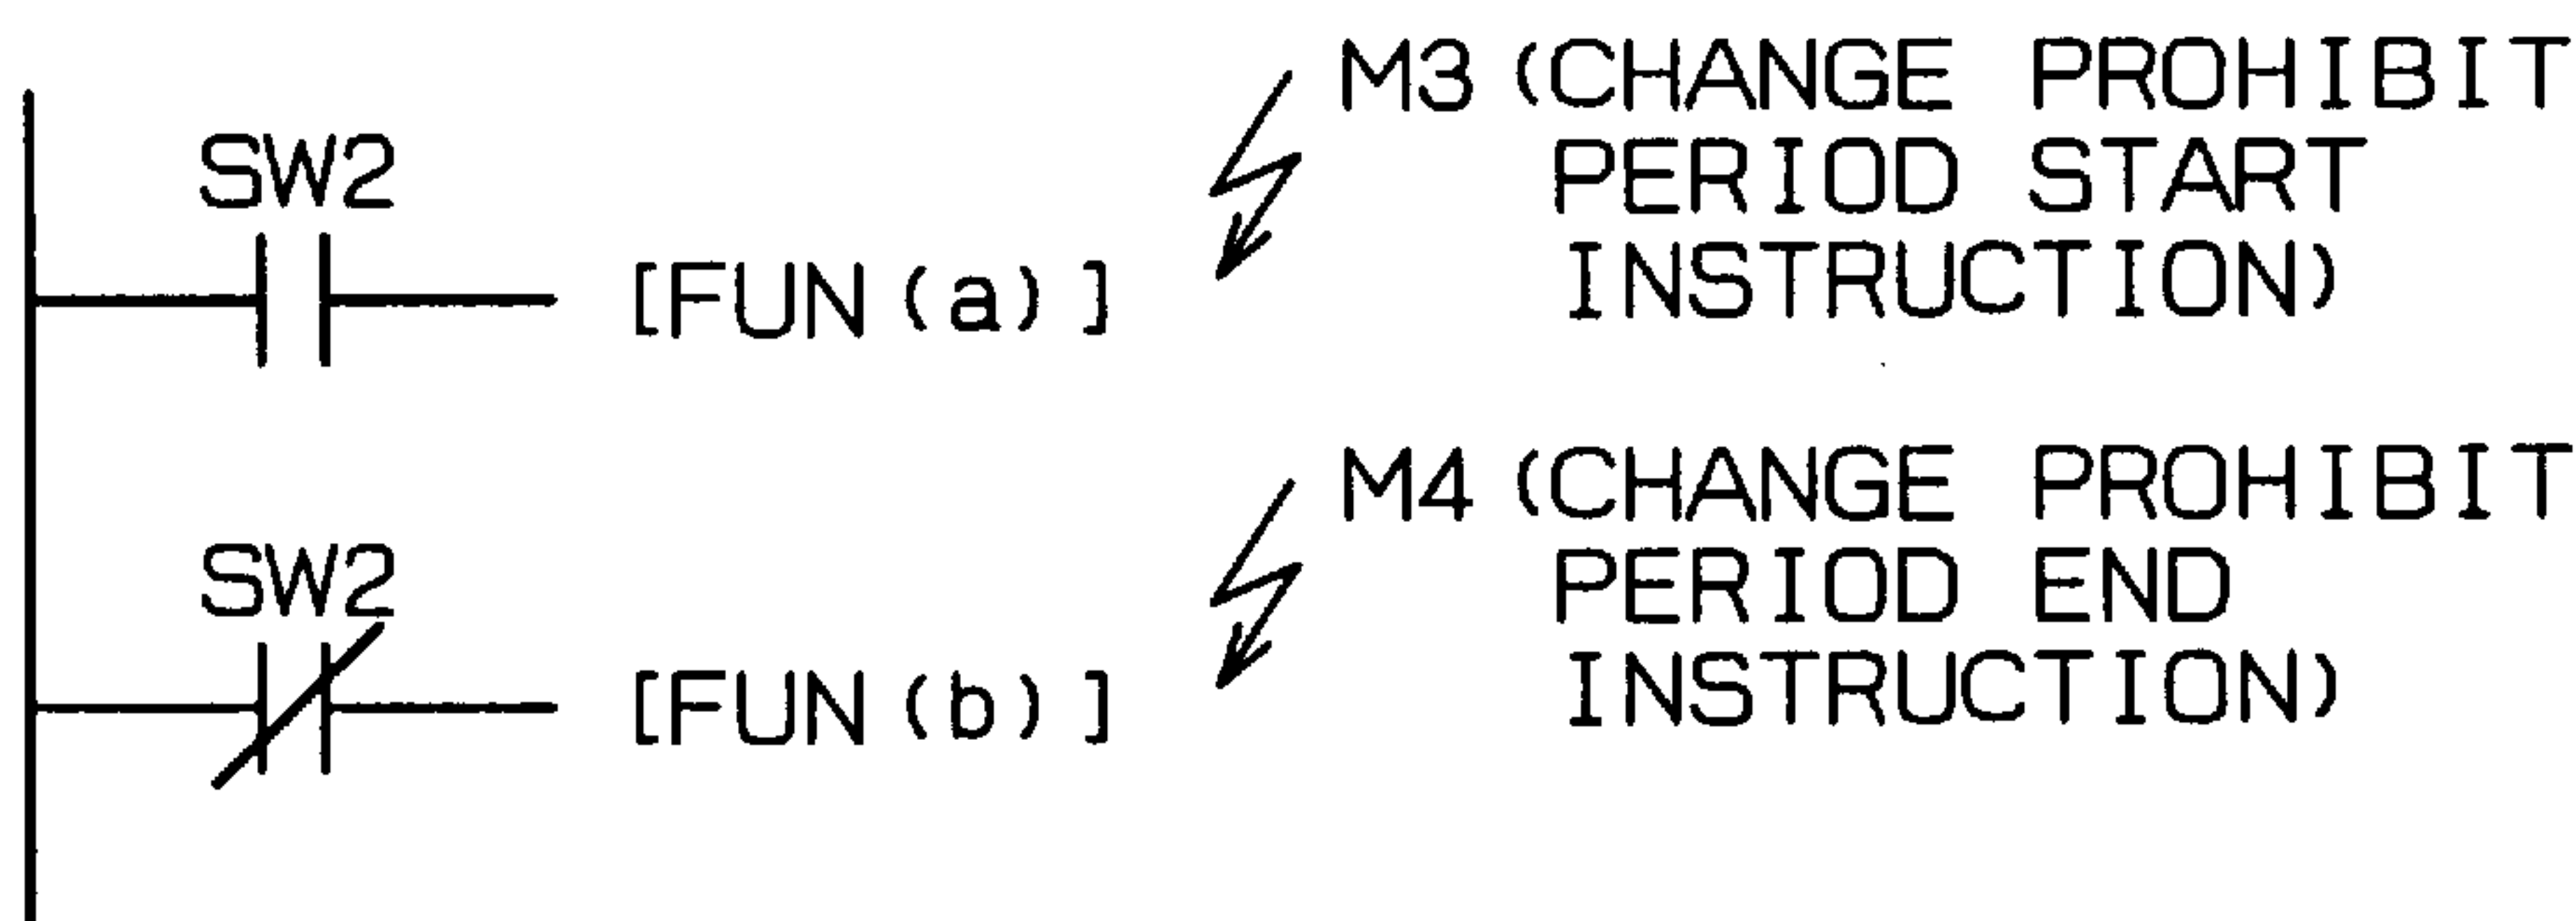 M3 (CHANGE PROHIBIT
PERIOD START
INSTRUCTION)
SW2
[FUN(a)]
M4 (CHANGE PROHIBIT
PERIOD END
INSTRUCTION)
SW2
[FUN(b)]